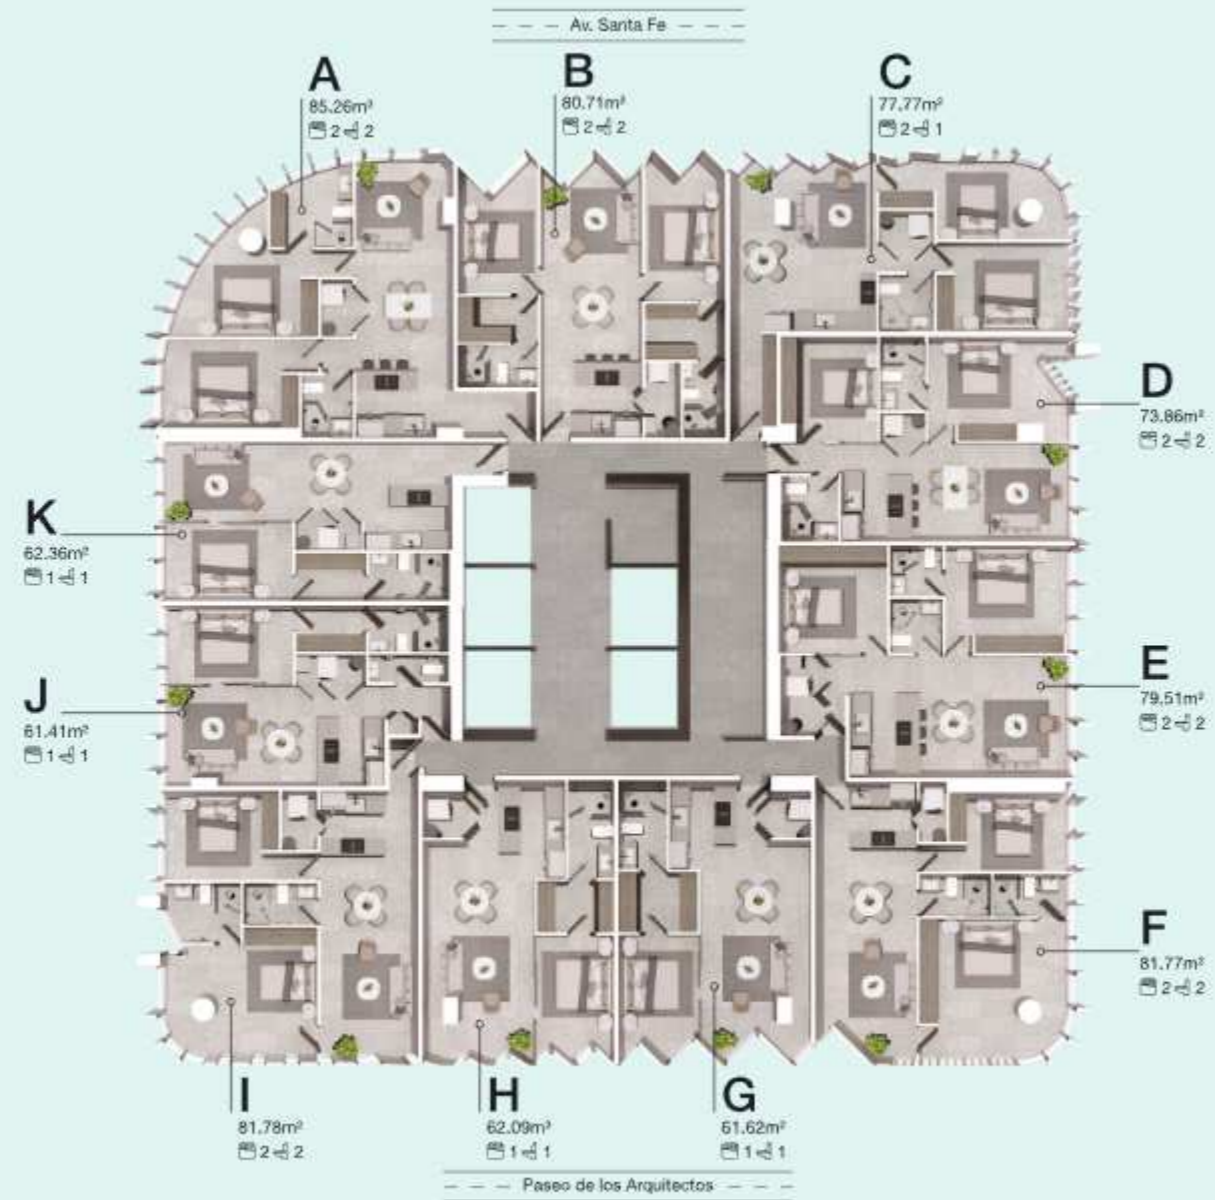 Av. Santa Fe
A
85.26m²
2 2
B
80.71m²
2 2
C
77.77m²
2 1
D
73.86m²
2 2
K
62.36m²
1 1
E
79.51m²
2 2
J
61.41m²
1 1
F
81.77m²
2 2
I
81.78m²
2 2
H
62.09m²
1 1
G
61.62m²
1 1
Paseo de los Arquitectos